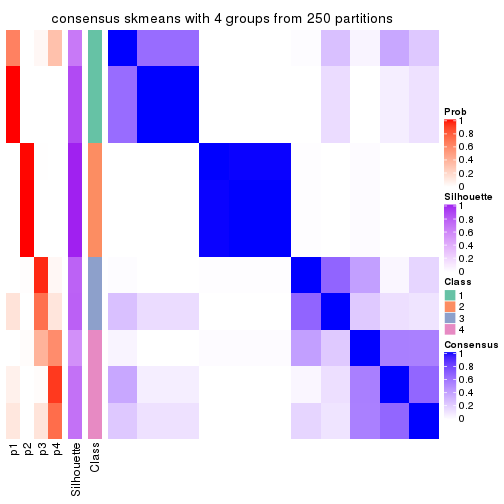 consensus skmeans with 4 groups from 250 partitions
Prob
1
0.8
0.6
0.4
0.2
0
Silhouette
1
0.8
0.6
0.4
0.2
0
Class
1
2
3
4
Consensus
1
0.8
0.6
0.4
0.2
0
p1
p2
p3
p4
Silhouette
Class